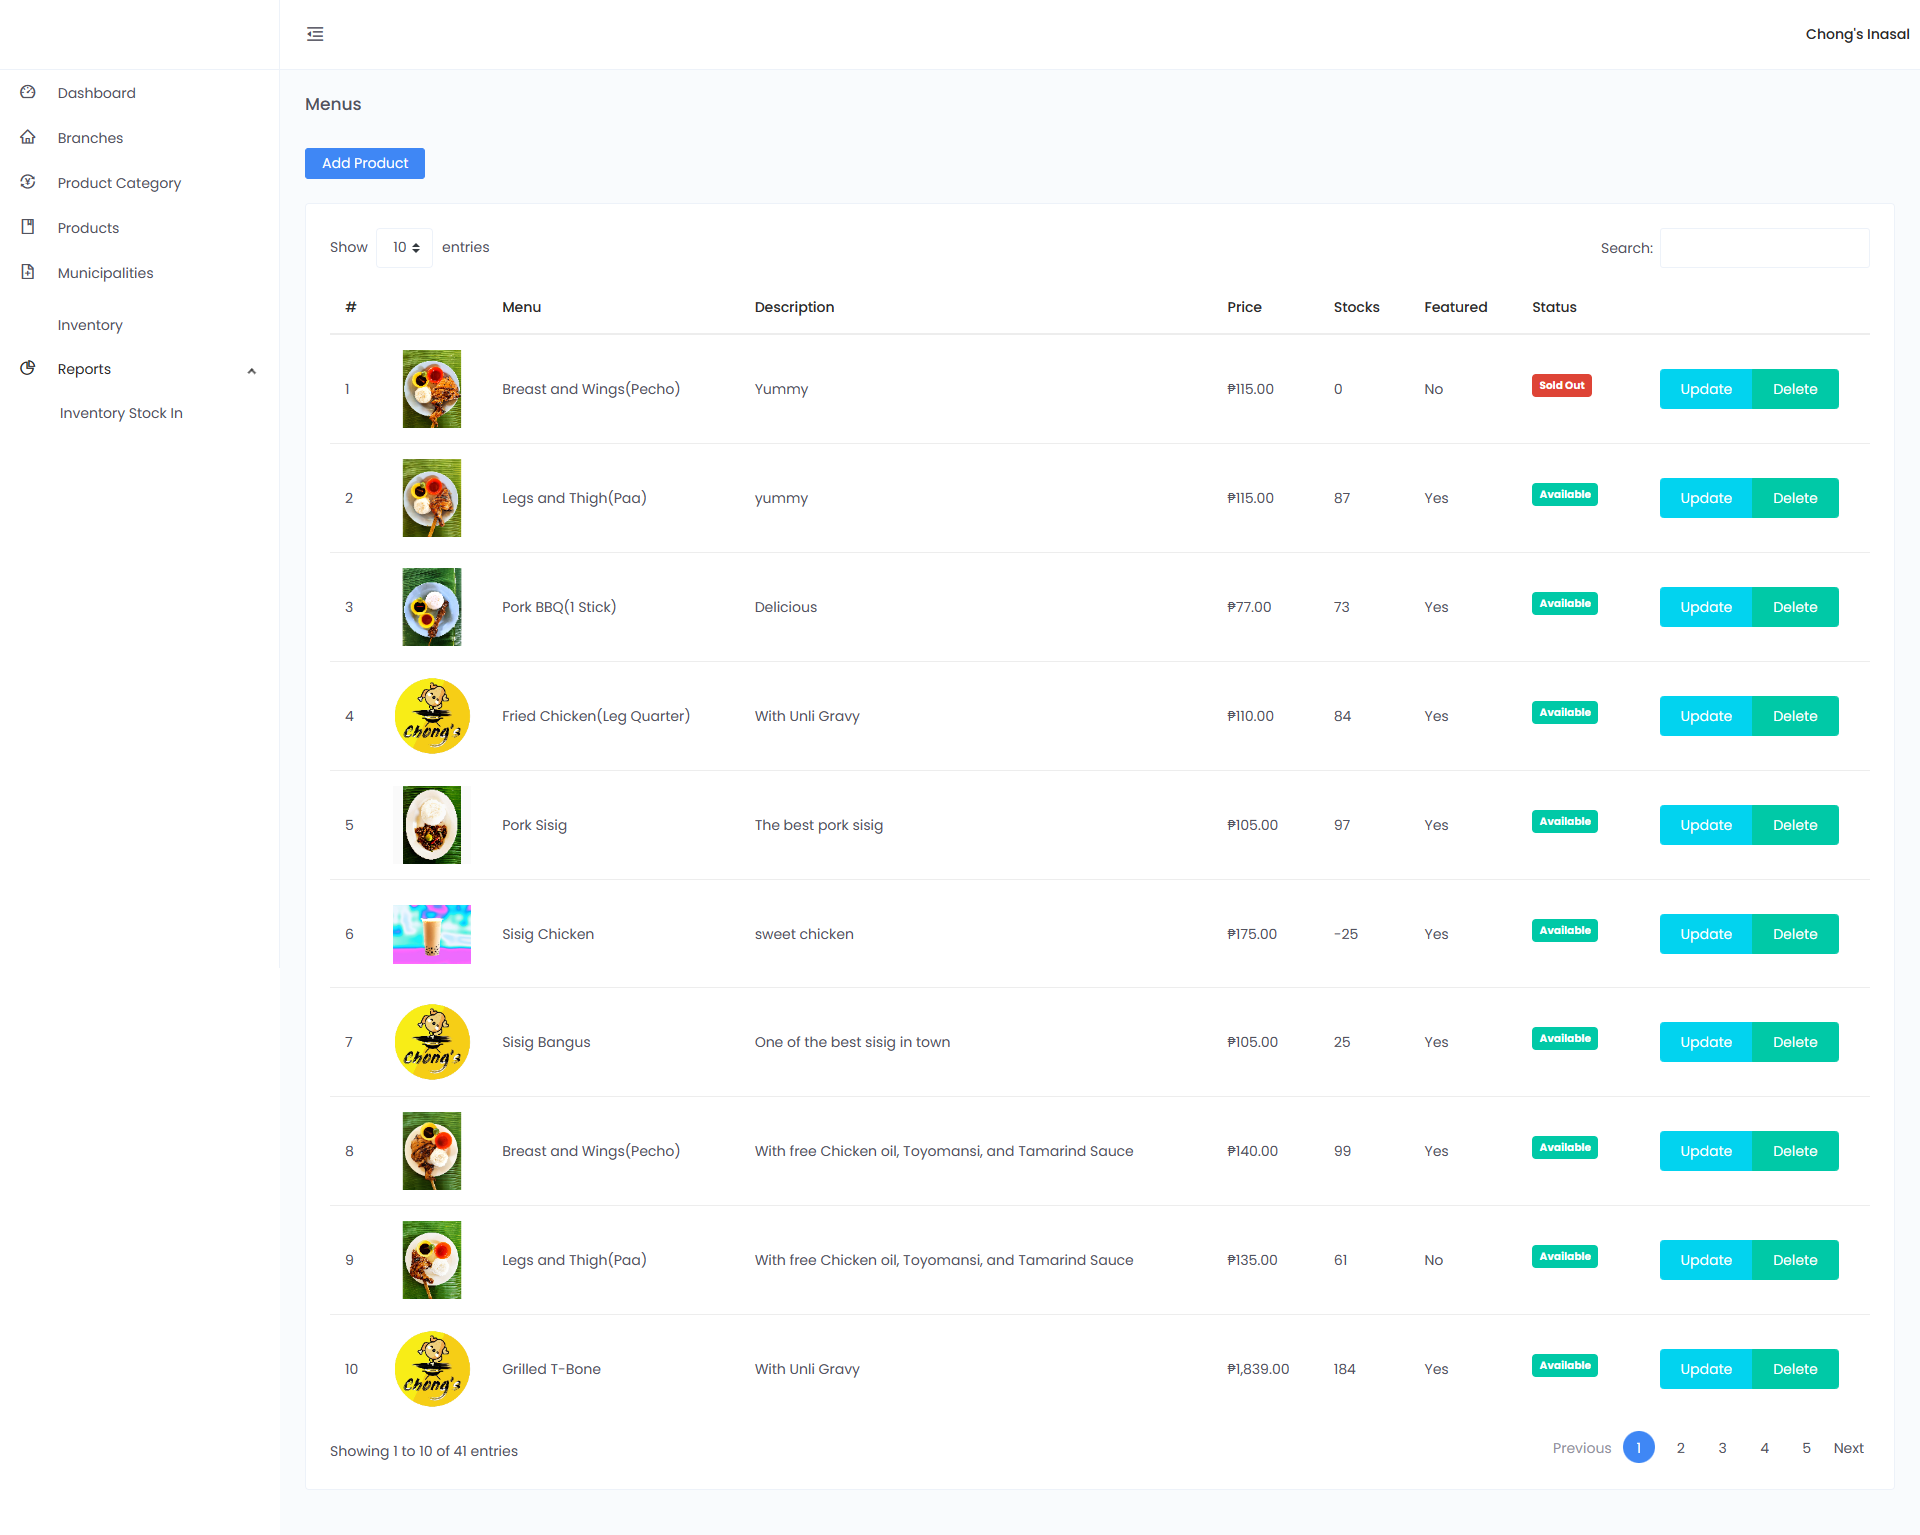 Chong's Inasal
Dashboard
Branches
Product Category
Products
Municipalities
Inventory
Reports
Inventory Stock In
Menus
Add Product
Show 10 entries
Search:
# Menu Description Price Stocks Featured Status
1 Breast and Wings(Pecho) Yummy ₱115.00 0 No Sold Out Update Delete
2 Legs and Thigh(Paa) yummy ₱115.00 87 Yes Available Update Delete
3 Pork BBQ(1 Stick) Delicious ₱77.00 73 Yes Available Update Delete
4 Chong's Fried Chicken(Leg Quarter) With Unli Gravy ₱110.00 84 Yes Available Update Delete
5 Pork Sisig The best pork sisig ₱105.00 97 Yes Available Update Delete
6 Sisig Chicken sweet chicken ₱175.00 -25 Yes Available Update Delete
7 Chong's Sisig Bangus One of the best sisig in town ₱105.00 25 Yes Available Update Delete
8 Breast and Wings(Pecho) With free Chicken oil, Toyomansi, and Tamarind Sauce ₱140.00 99 Yes Available Update Delete
9 Legs and Thigh(Paa) With free Chicken oil, Toyomansi, and Tamarind Sauce ₱135.00 61 No Available Update Delete
10 Chong's Grilled T-Bone With Unli Gravy ₱1,839.00 184 Yes Available Update Delete
Showing 1 to 10 of 41 entries
Previous 1 2 3 4 5 Next